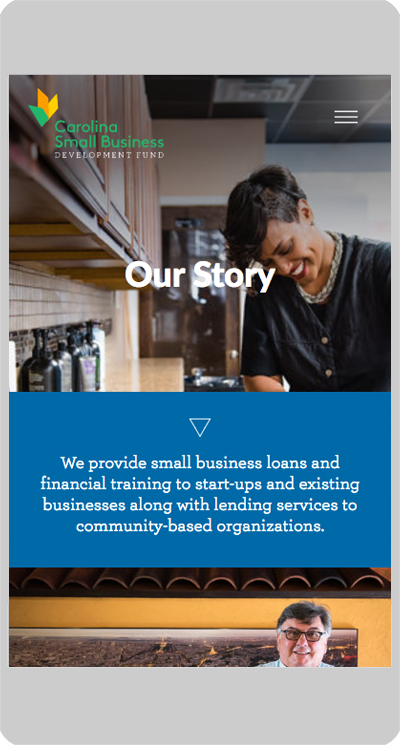 Carolina
Small Business
DEVELOPMENT FUND
Our Story
We provide small business loans and
financial training to start-ups and existing
businesses along with lending services to
community-based organizations.